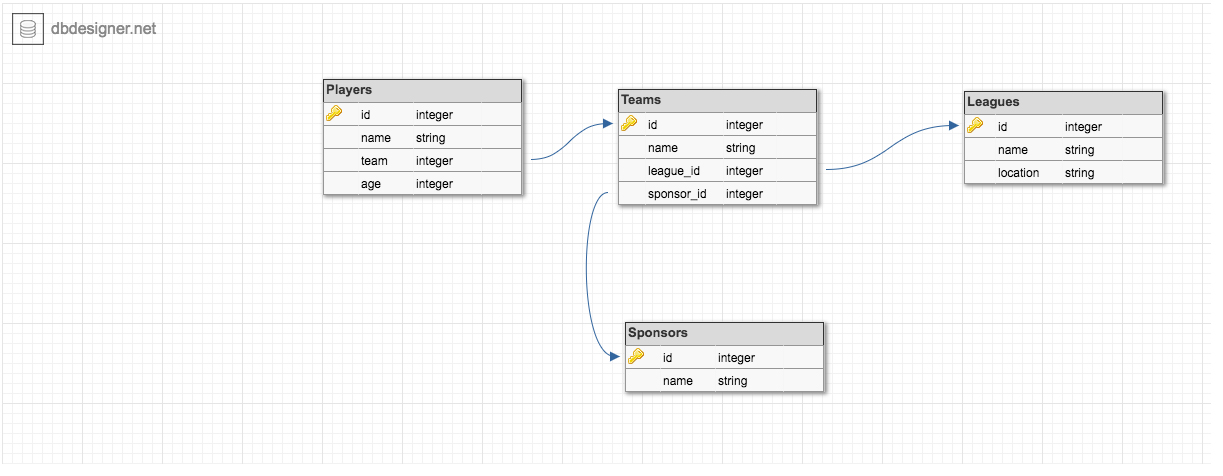 dbdesigner.net
Players
id integer
name string
team integer
age integer
Teams
id integer
name string
league_id integer
sponsor_id integer
Leagues
id integer
name string
location string
Sponsors
id integer
name string